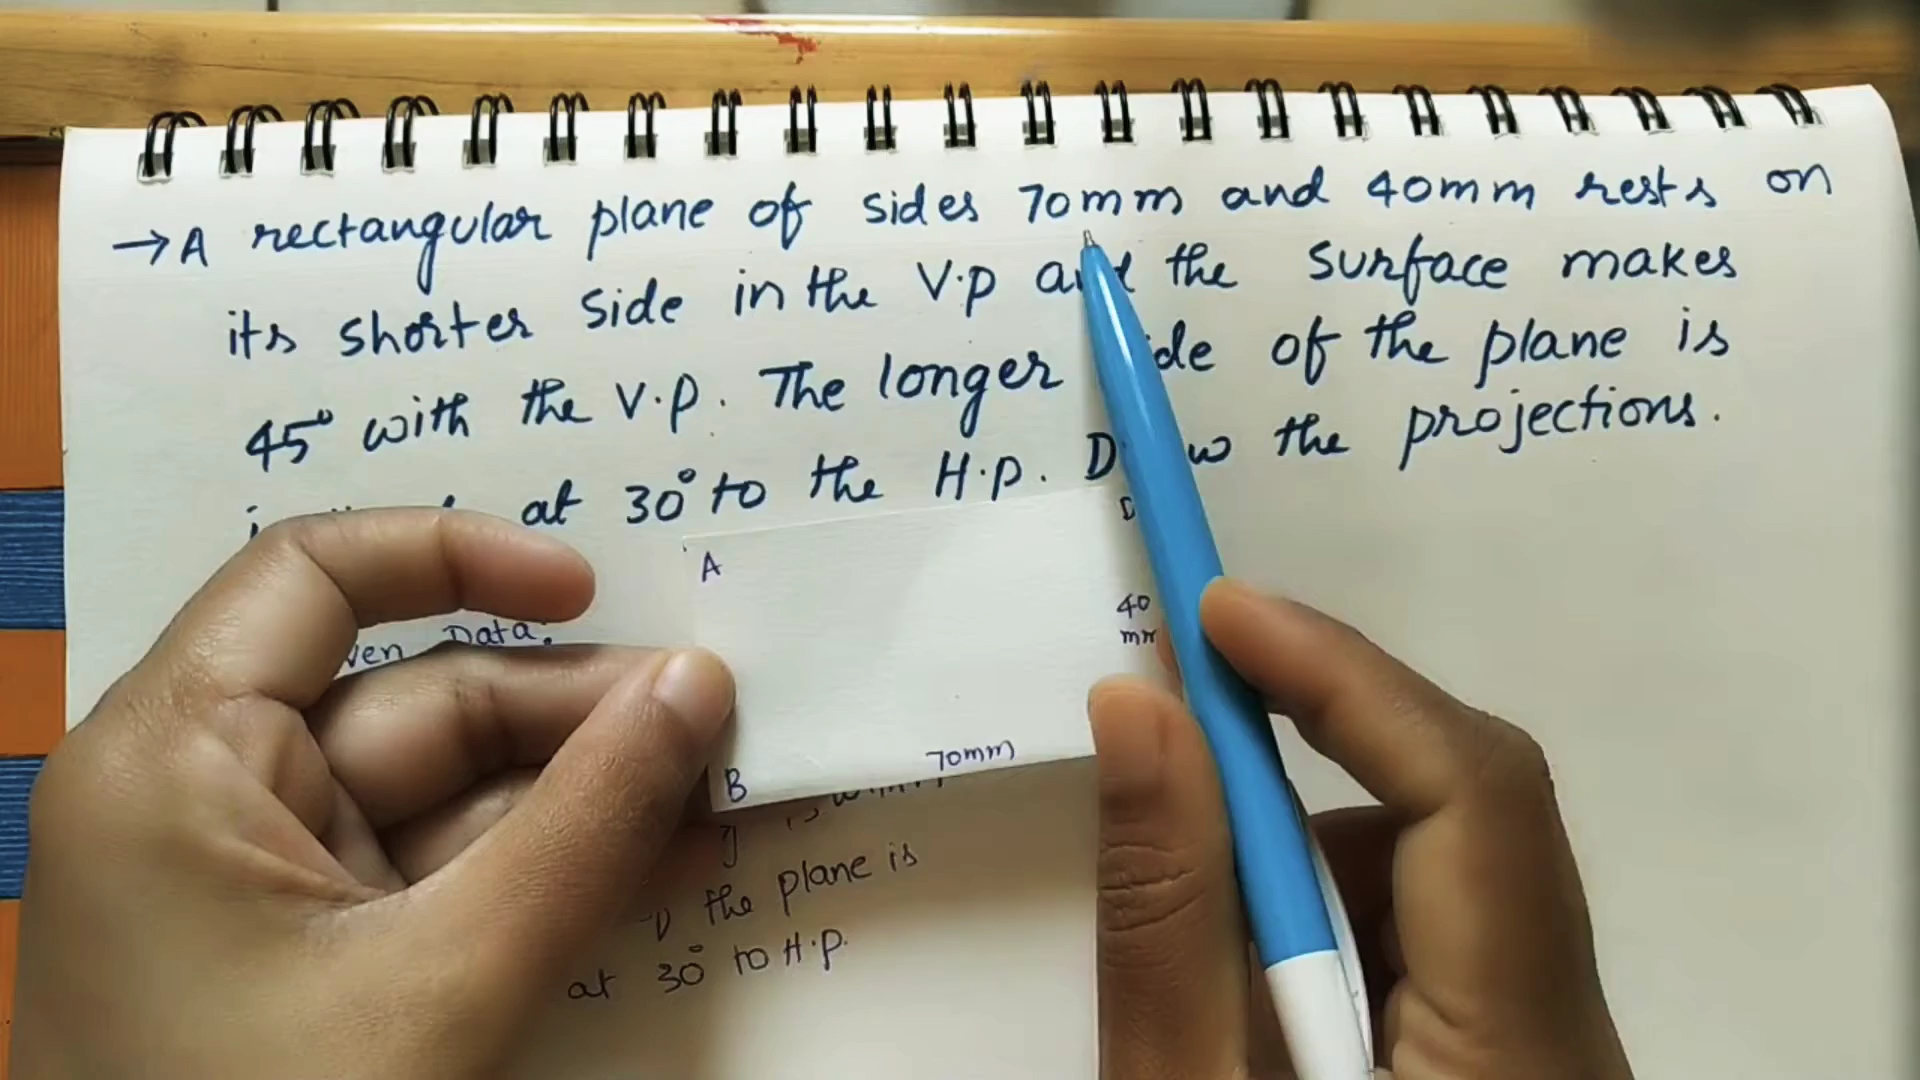 → A rectangular plane of sides 70mm and 40mm rests on
its shorter side in the V.P and the surface makes
45° with the V.P. The longer side of the plane is
at 30° to the H.P. Draw the projections.
Data:
A
D
40
mm
70mm
B
is
the plane is
at 30° to H.P.